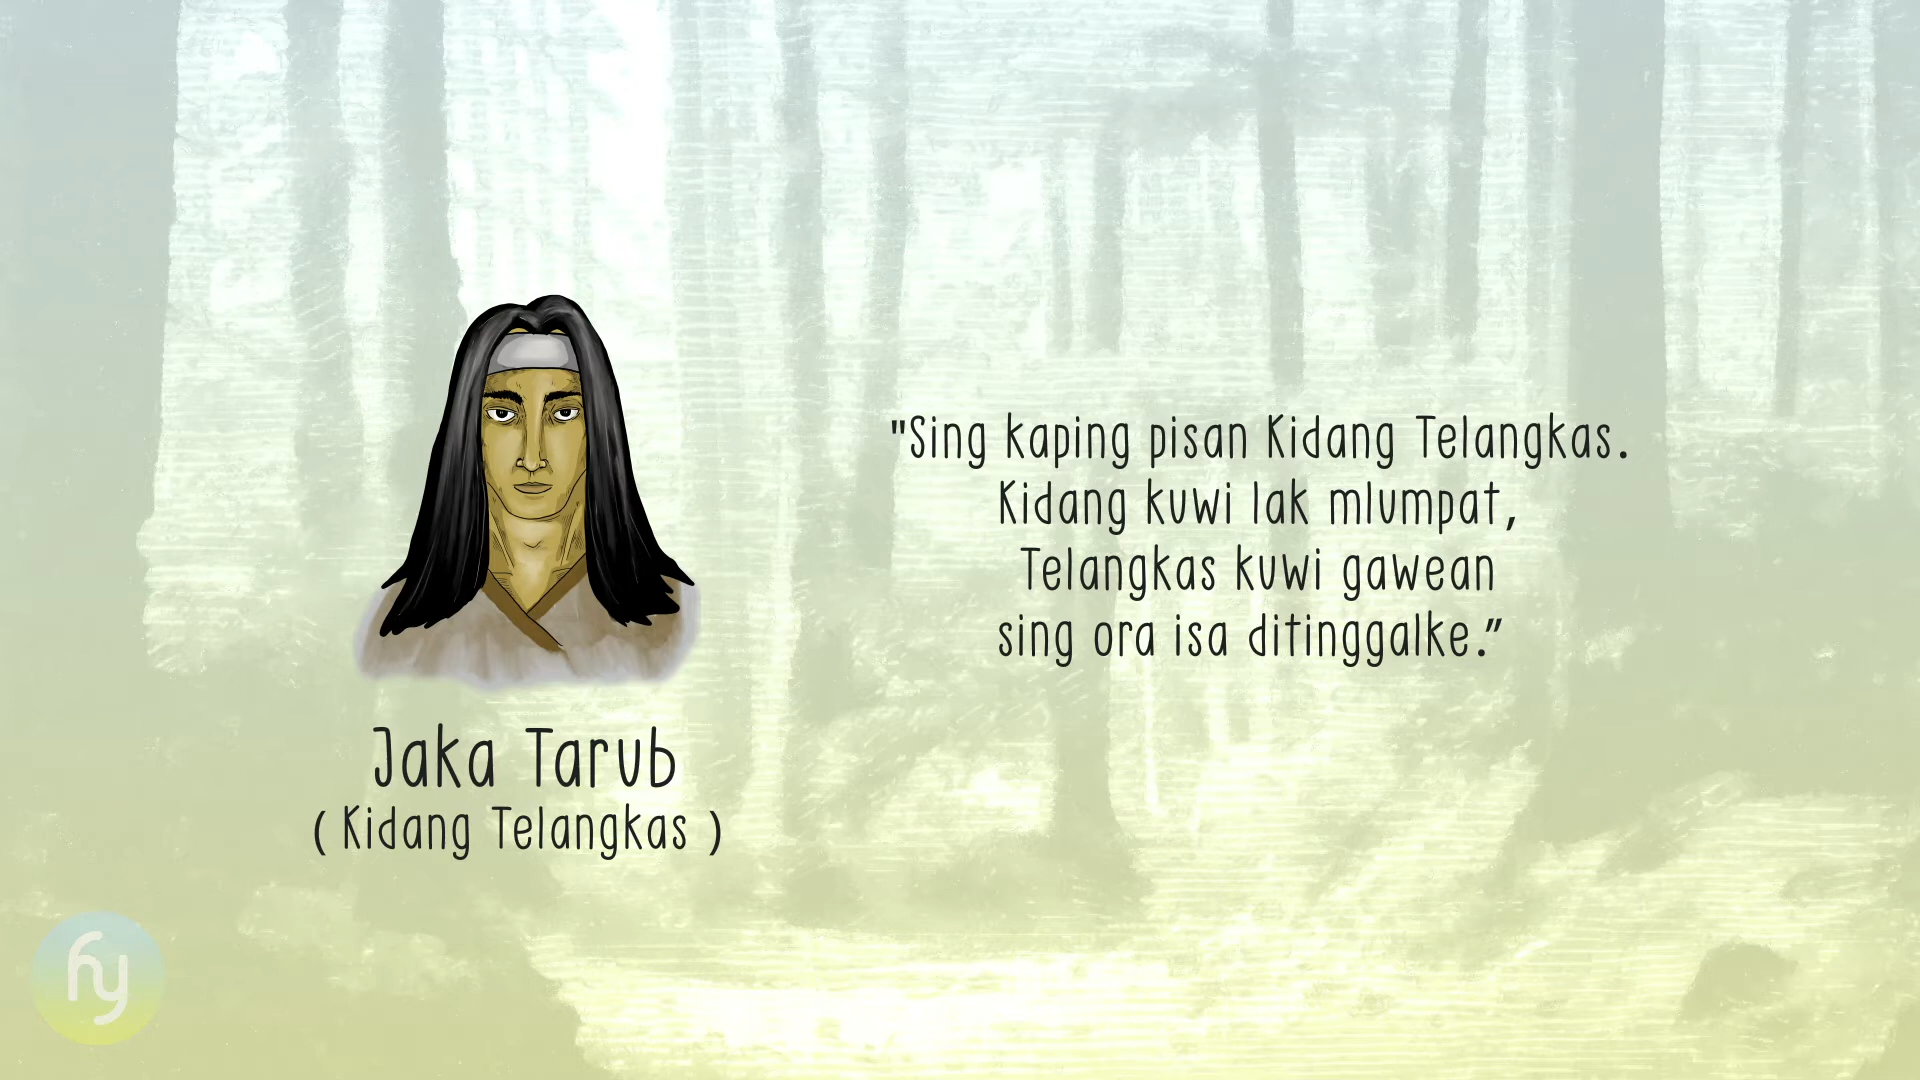 "Sing kaping pisan Kidang Telangkas.
Kidang kuwi lak mlumpat,
Telangkas kuwi gawean
sing ora isa ditinggalke.”
Jaka Tarub
( Kidang Telangkas )
hy